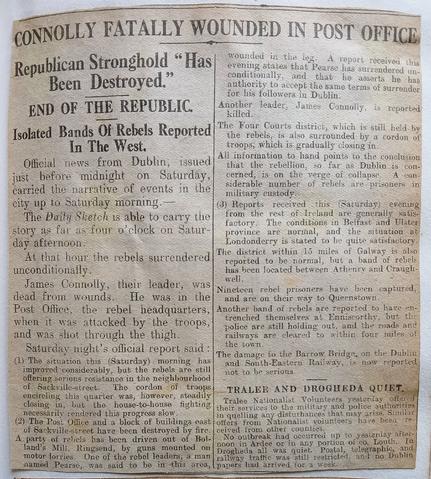 CONNOLLY FATALLY WOUNDED IN POST OFFICE
Republican Stronghold "Has
Been Destroyed."
END OF THE REPUBLIC.
Isolated Bands Of Rebels Reported
In The West.
Official news from Dublin, issued
just before midnight on Saturday,
carried the narrative of events in the
city up to Saturday morning.—
The Daily Sketch is able to carry the
story as far as four o'clock on Satur-
day afternoon.
At that hour the rebels surrendered
unconditionally.
James Connolly, their leader, was
dead from wounds. He was in the
Post Office, the rebel headquarters,
when it was attacked by the troops,
and was shot through the thigh.
Saturday night's official report said:
(1) The situation this (Saturday) morning has
improved considerably, but the rebels are still
offering serious resistance in the neighbourhood
of Sackville-street. The cordon of troops
encircling this quarter was, however, steadily
closing in, but the house-to-house fighting
necessarily rendered this progress slow.
(2) The Post Office and a block of buildings east
of Sackville-street have been destroyed by fire.
A party of rebels has been driven out of Bol-
land's Mill, Ringsend, by guns mounted on
motor lorries. One of the rebel leaders, a man
named Pearse, was said to be in this area,
wounded in the leg. A report received this
evening states that Pearse has surrendered un-
conditionally, and that he asserts he has
authority to accept the same terms of surrender
for his followers in Dublin.
Another leader, James Connolly, is reported
killed.
The Four Courts district, which is still held by
the rebels, is also surrounded by a cordon of
troops, which is gradually closing in.
All information to hand points to the conclusion
that the rebellion, so far as Dublin is con-
cerned, is on the verge of collapse. A con-
siderable number of rebels are prisoners in
military custody.
(3) Reports received this (Saturday) evening
from the rest of Ireland are generally satis-
factory. The conditions in Belfast and Ulster
province are normal, and the situation at
Londonderry is stated to be quite satisfactory.
The district within 15 miles of Galway is also
reported to be normal, but a band of rebels
has been located between Athenry and Craugh-
well.
Nineteen rebel prisoners have been captured,
and are on their way to Queenstown.
Another band of rebels are reported to have en-
trenched themselves at Enniscorthy, but the
police are still holding out, and the roads and
railways are cleared to within four miles of
the town.
The damage to the Barrow Bridge, on the Dublin
and South-Eastern Railway, is now reported
not to be serious.
TRALEE AND DROGHEDA QUIET.
Tralee Nationalist Volunteers yesterday offered
their services to the military and police authorities
in quelling any disturbances that may arise. Similar
offers from Nationalist volunteers have been
received from other counties.
No outbreak had occurred up to yesterday after-
noon in Ardee or in any portion of co. Louth. In
Drogheda all was quiet. Postal, telegraphic, and
railway traffic was still restricted, and no Dublin
papers had arrived for a week.